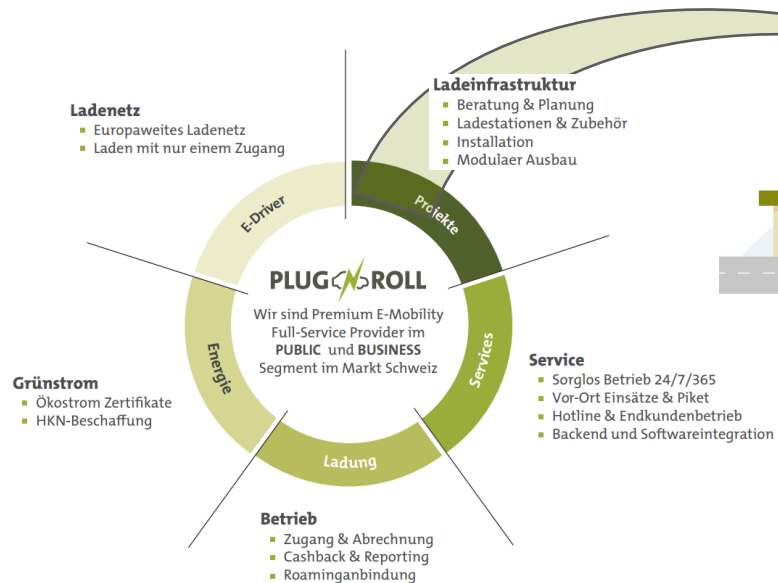 Ladeinfrastruktur
Beratung & Planung
Ladestationen & Zubehör
Installation
Modulaer Ausbau
Ladenetz
Europaweites Ladenetz
Laden mit nur einem Zugang
E-Driver
Projekte
PLUG N ROLL
Wir sind Premium E-Mobility
Full-Service Provider im
PUBLIC und BUSINESS
Segment im Markt Schweiz
Energie
Services
Service
Sorglos Betrieb 24/7/365
Vor-Ort Einsätze & Piket
Hotline & Endkundenbetrieb
Backend und Softwareintegration
Grünstrom
Ökostrom Zertifikate
HKN-Beschaffung
Ladung
Betrieb
Zugang & Abrechnung
Cashback & Reporting
Roaminganbindung